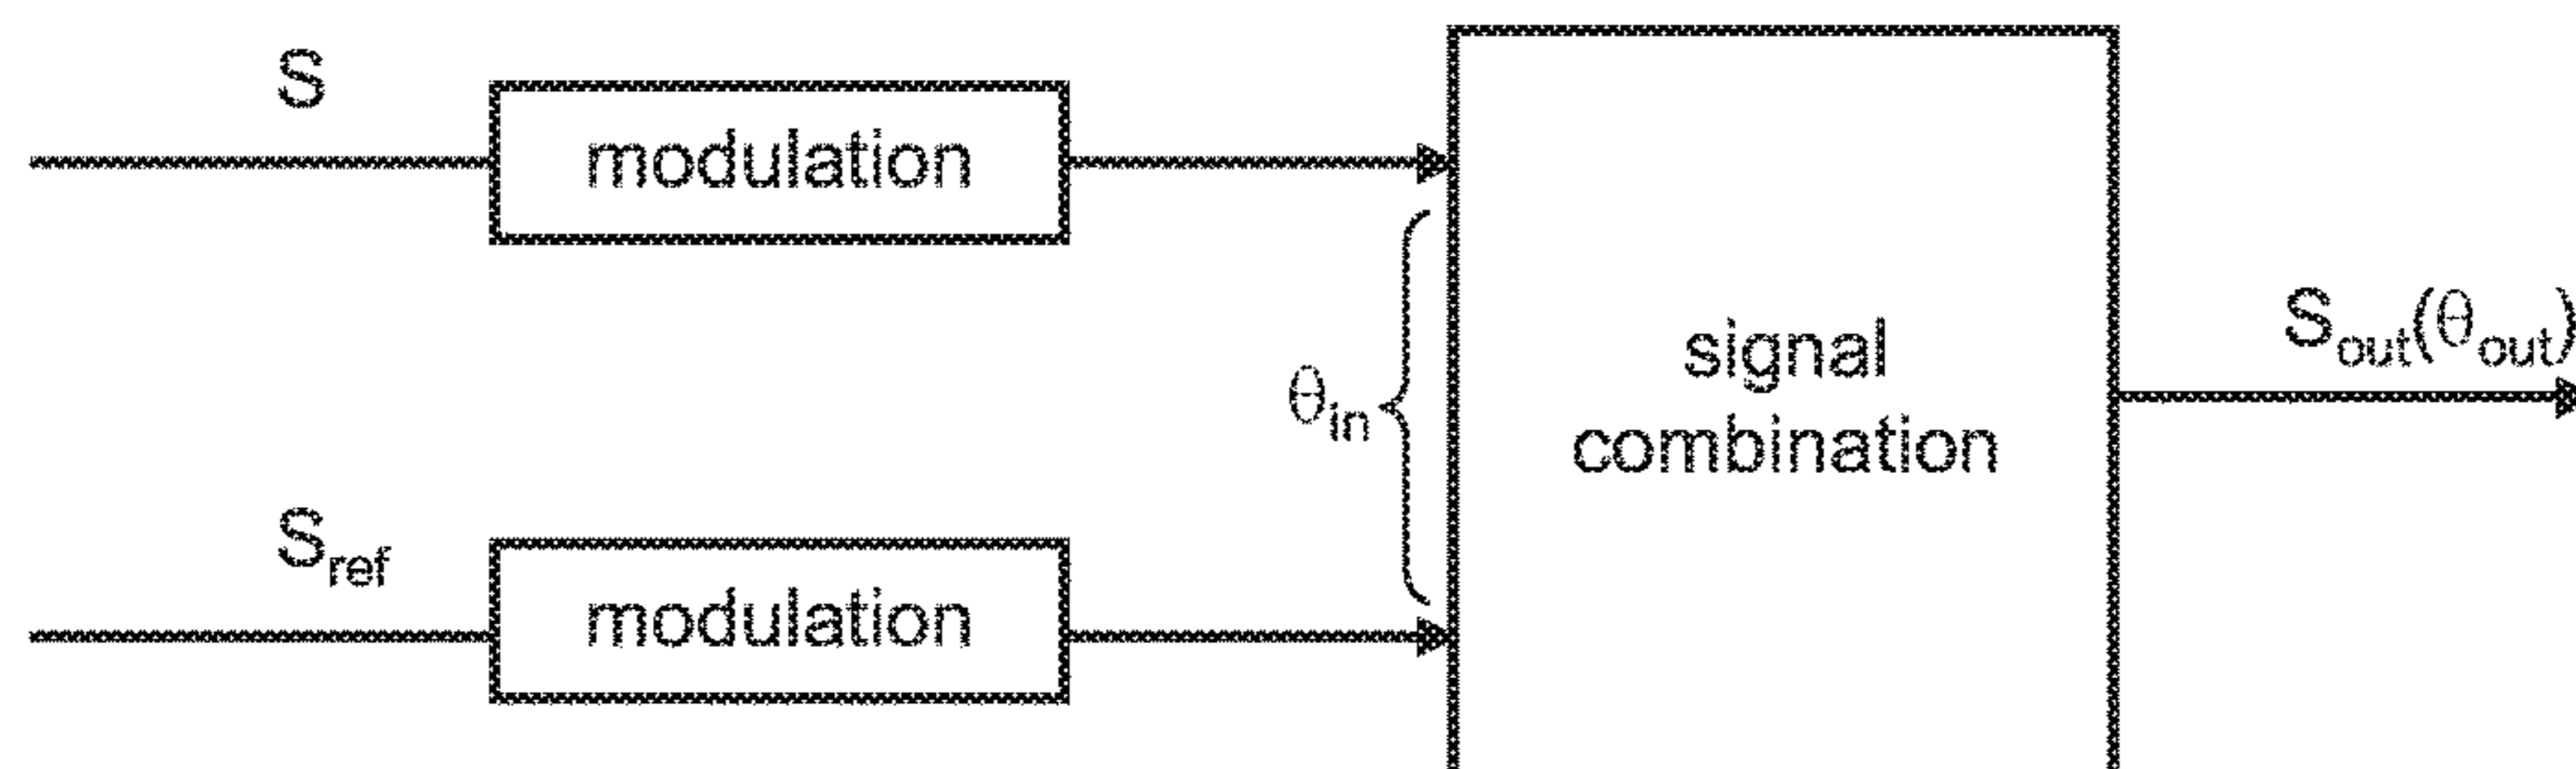 S
modulation
θin
signal
combination
Sout(θout)
Sref
modulation